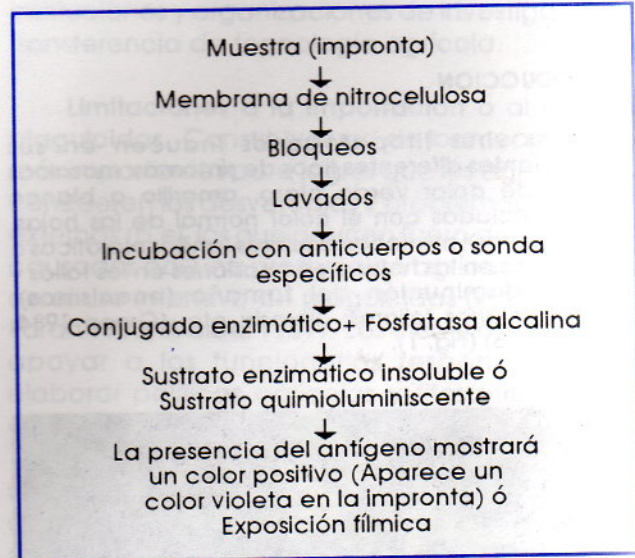 Muestra (impronta)
Membrana de nitrocelulosa
Bloqueos
Lavados
Incubación con anticuerpos o sonda
específicos
Conjugado enzimático+ Fosfatasa alcalina
Sustrato enzimático insoluble ó
Sustrato quimioluminiscente
La presencia del antígeno mostrará
un color positivo (Aparece un
color violeta en la impronta) ó
Exposición fílmica